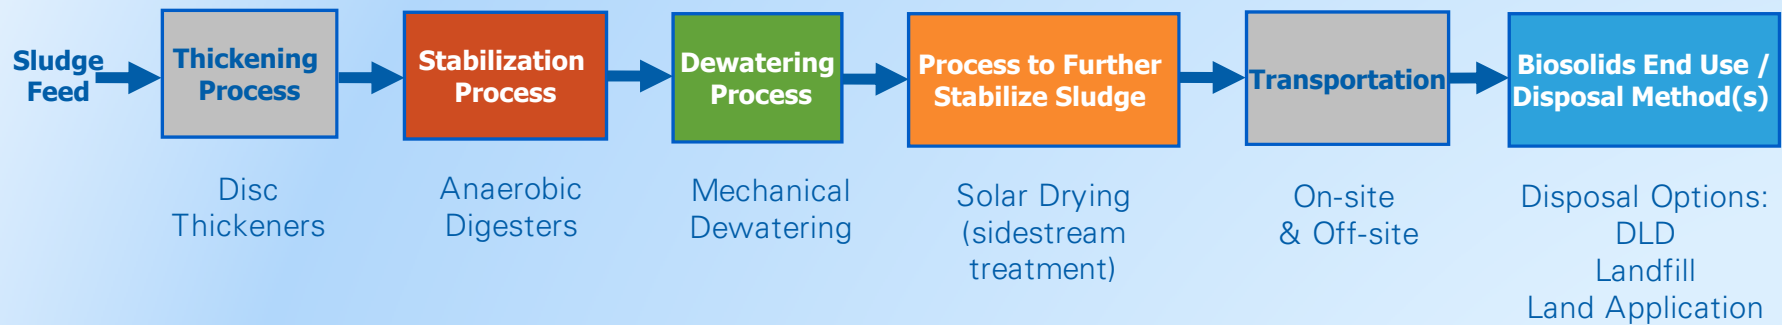 Sludge
Feed
Thickening
Process
Stabilization
Process
Dewatering
Process
Process to Further
Stabilize Sludge
Transportation
Biosolids End Use /
Disposal Method(s)
Disc
Thickeners
Anaerobic
Digesters
Mechanical
Dewatering
Solar Drying
(sidestream
treatment)
On-site
& Off-site
Disposal Options:
DLD
Landfill
Land Application